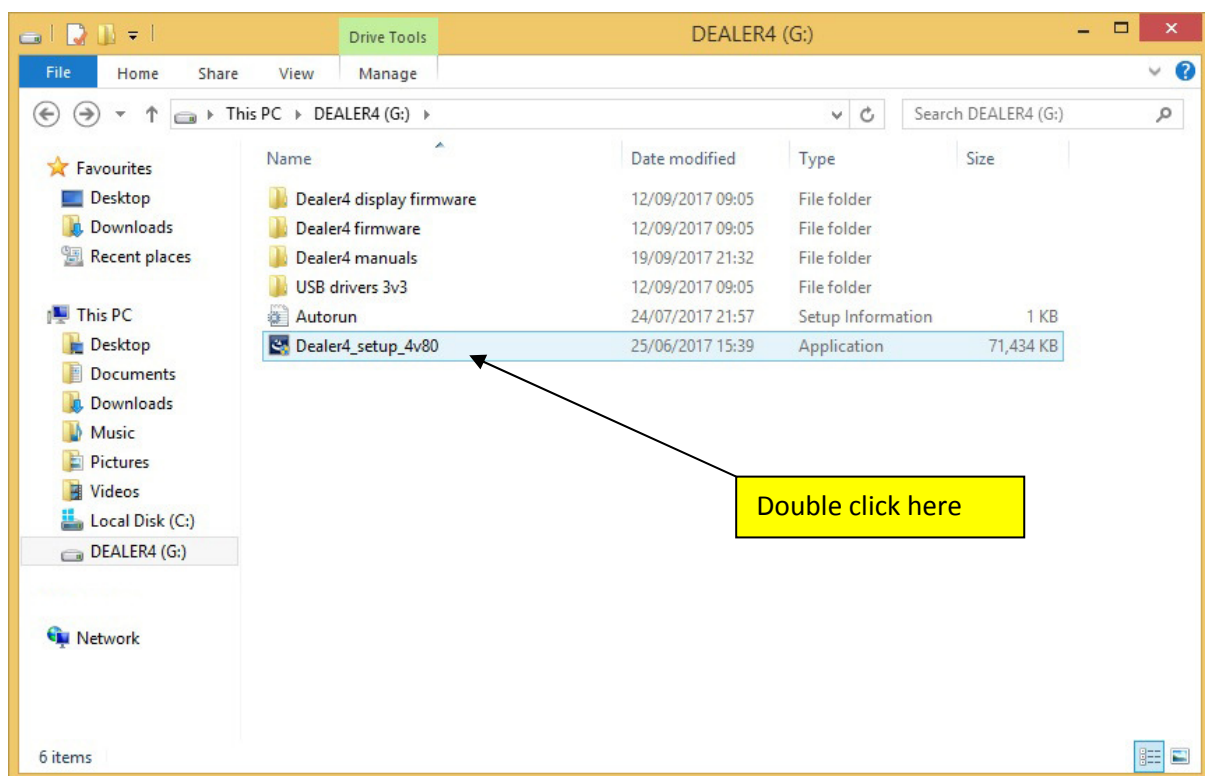 Drive Tools DEALER4 (G:)
File Home Share View Manage
This PC DEALER4 (G:) Search DEALER4 (G:)
Name Date modified Type Size
Favourites
Desktop
Downloads
Recent places
This PC
Desktop
Documents
Downloads
Music
Pictures
Videos
Local Disk (C:)
DEALER4 (G:)
Network
Dealer4 display firmware 12/09/2017 09:05 File folder
Dealer4 firmware 12/09/2017 09:05 File folder
Dealer4 manuals 19/09/2017 21:32 File folder
USB drivers 3v3 12/09/2017 09:05 File folder
Autorun 24/07/2017 21:57 Setup Information 1 KB
Dealer4_setup_4v80 25/06/2017 15:39 Application 71,434 KB
Double click here
6 items